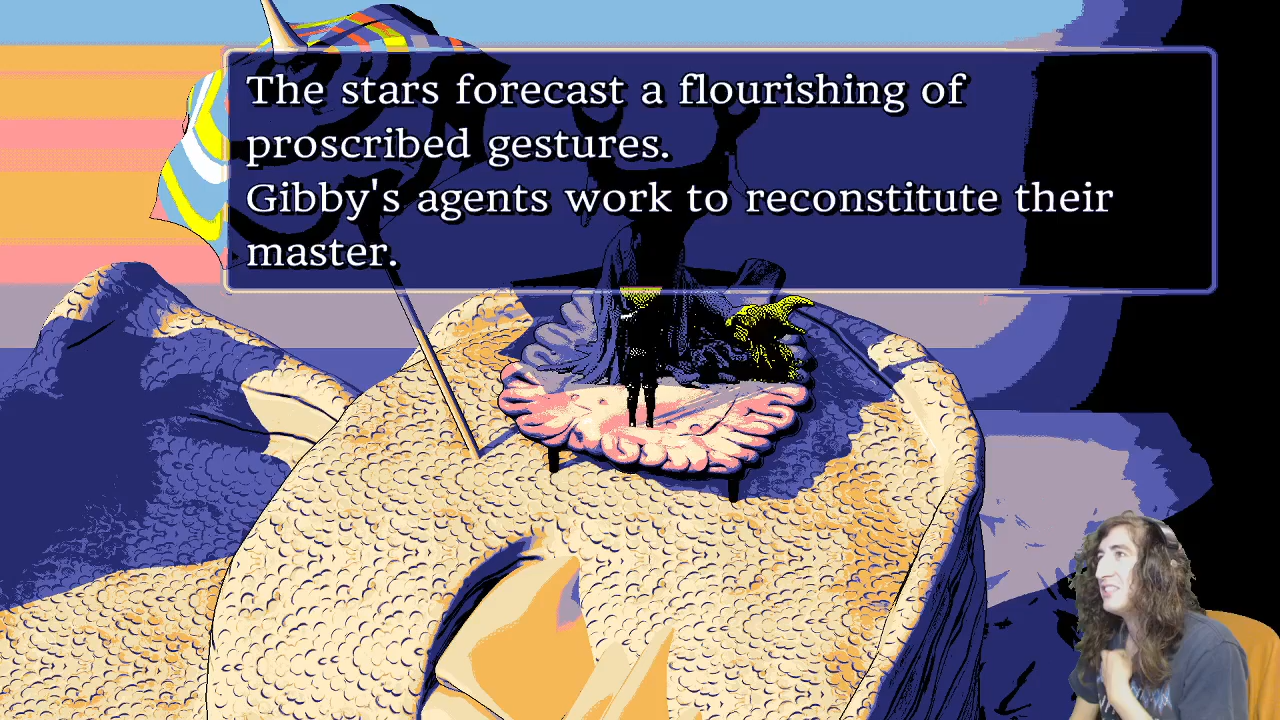 The stars forecast a flourishing of
proscribed gestures.
Gibby's agents work to reconstitute their
master.